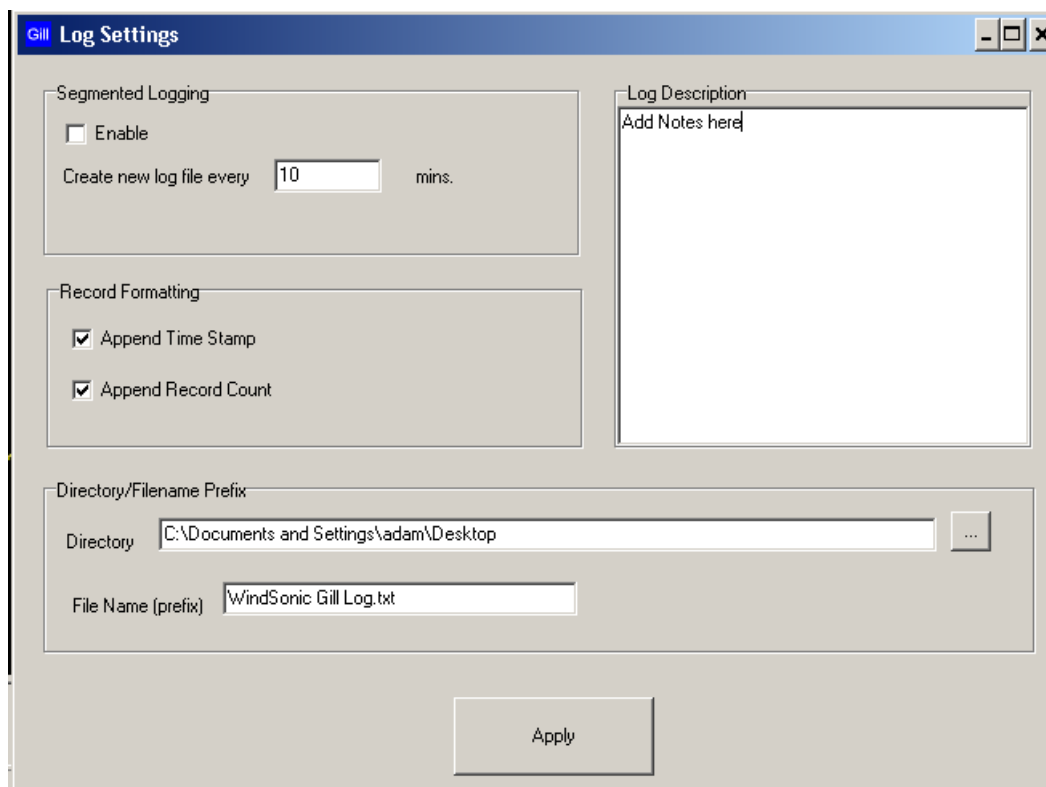 Gill Log Settings
Segmented Logging
Enable
Create new log file every 10 mins.
Record Formatting
Append Time Stamp
Append Record Count
Log Description
Add Notes here
Directory/Filename Prefix
Directory C:\Documents and Settings\adam\Desktop ...
File Name (prefix) WindSonic Gill Log.txt
Apply